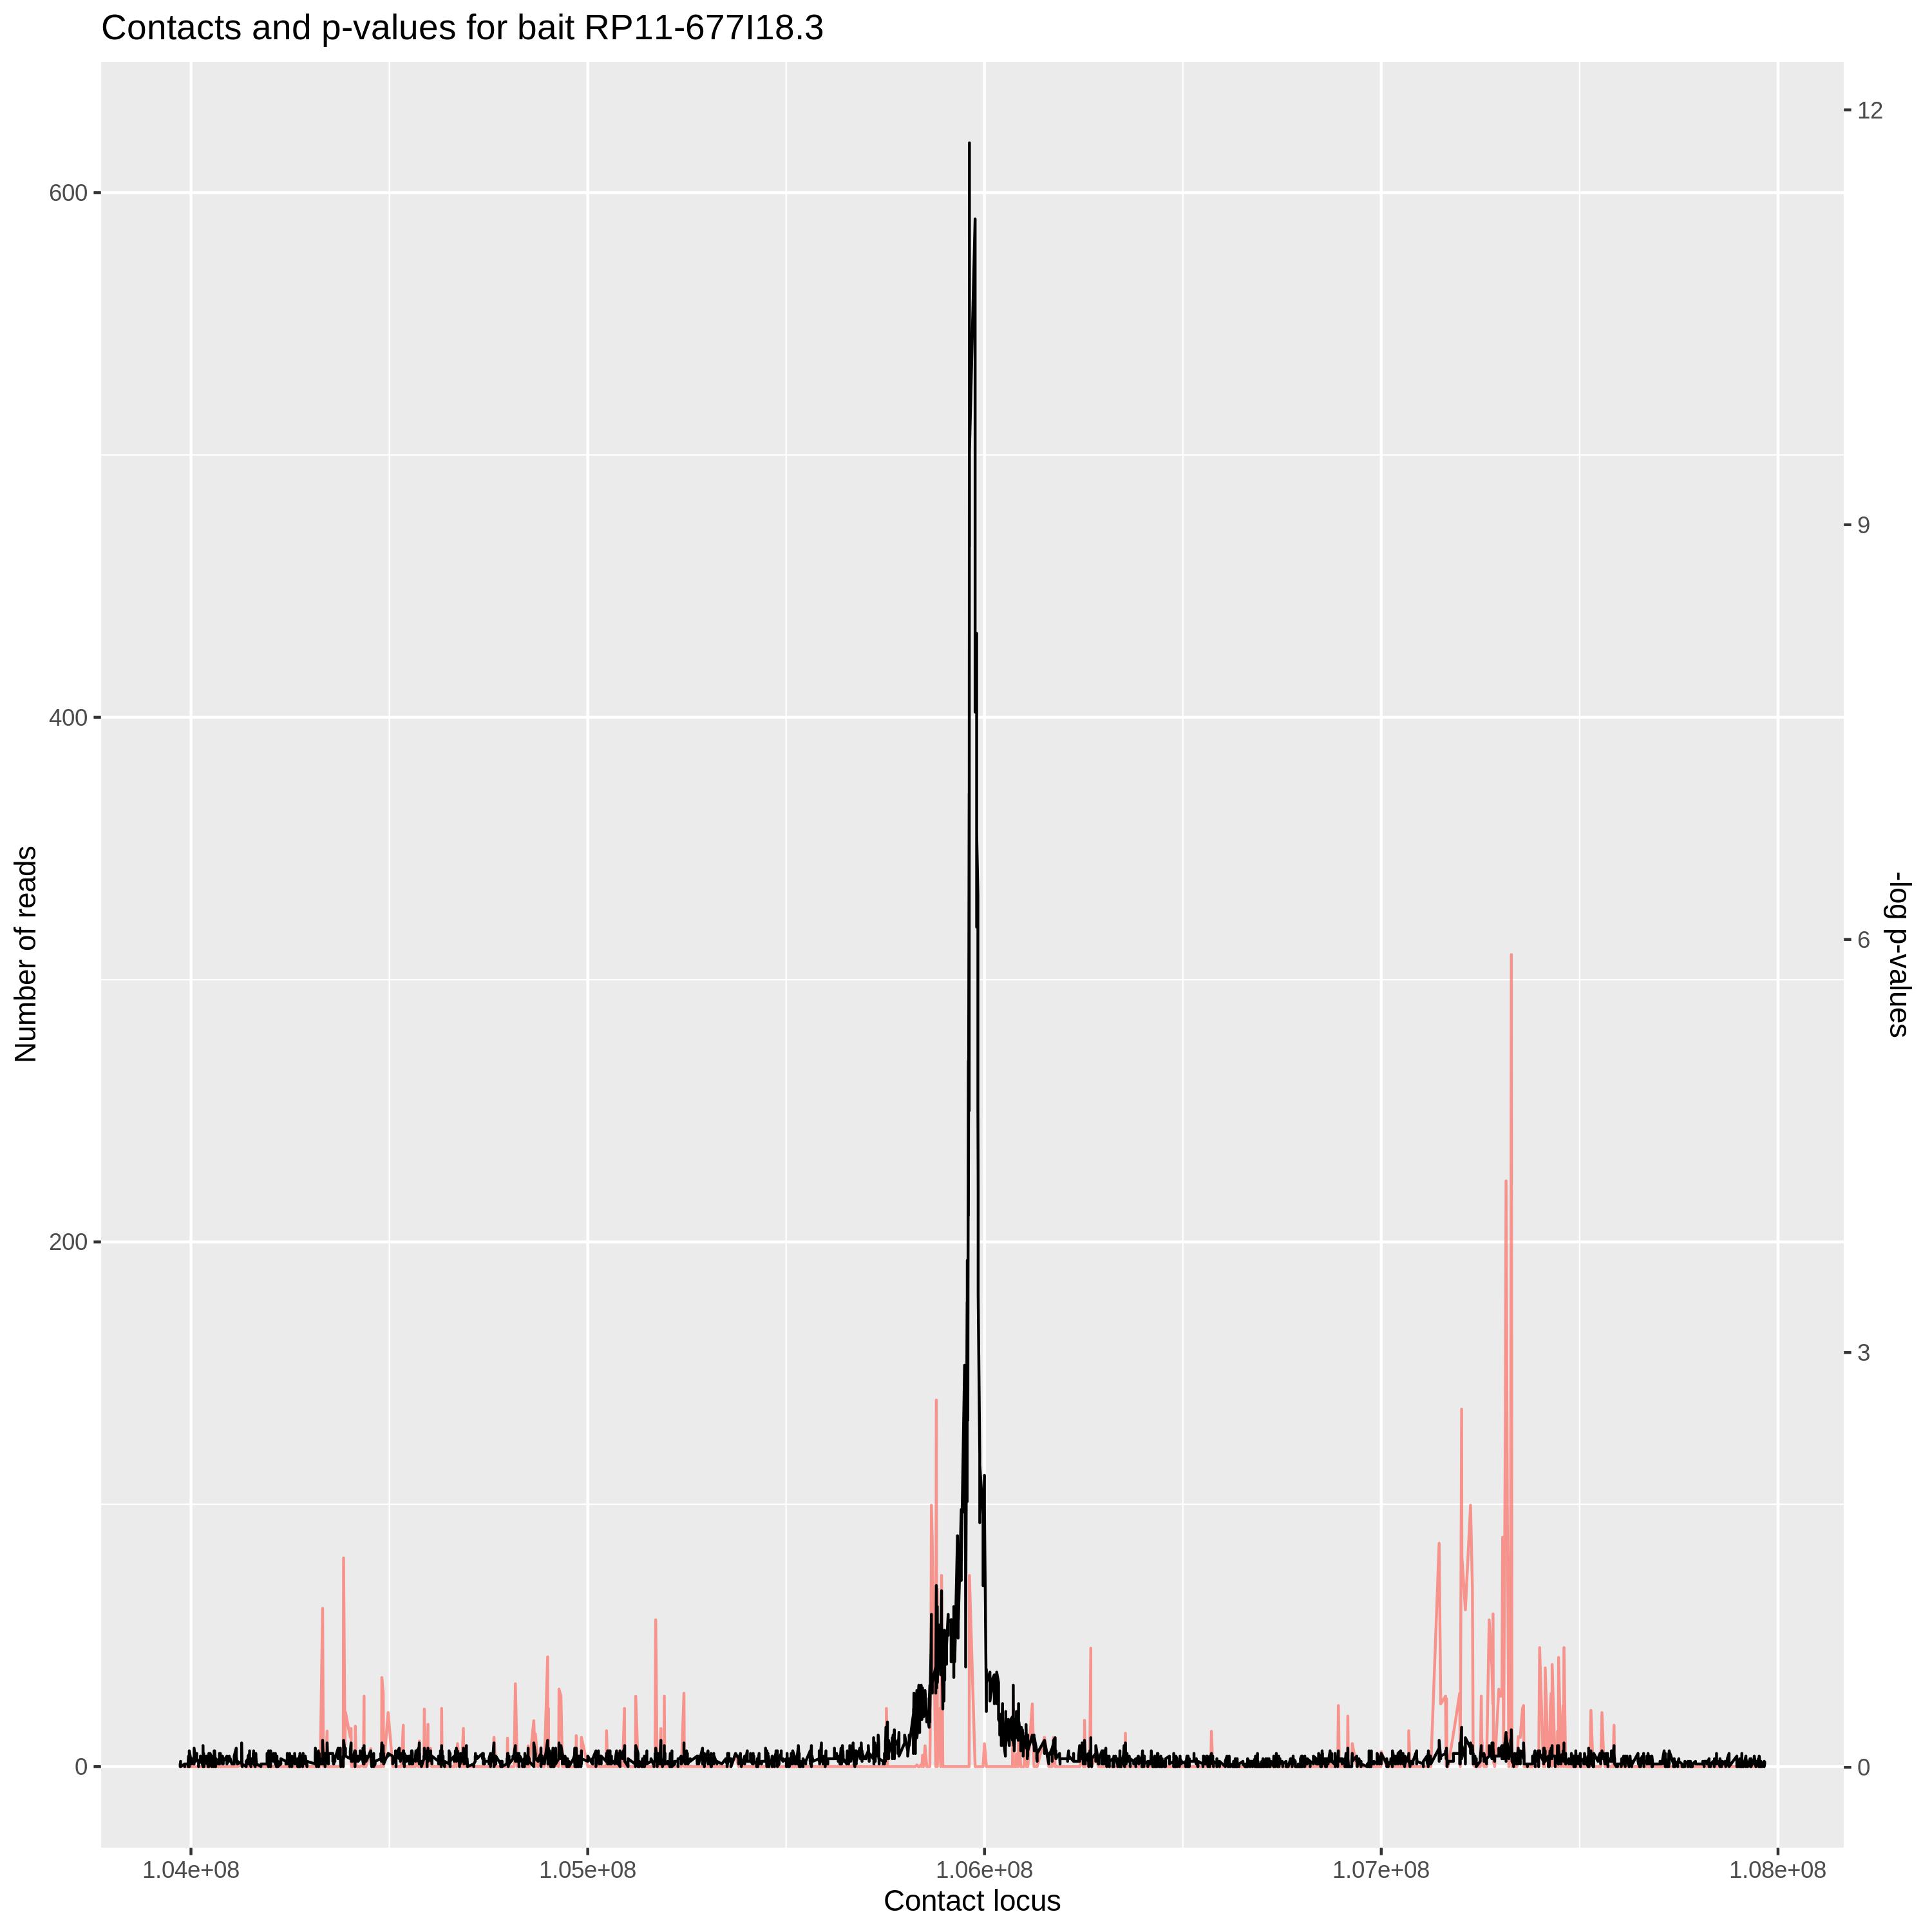 Contacts and p-values for bait RP11-677I18.3
600
400
200
0
Number of reads
12
9
6
3
0
-log p-values
1.04e+08
1.05e+08
1.06e+08
1.07e+08
1.08e+08
Contact locus